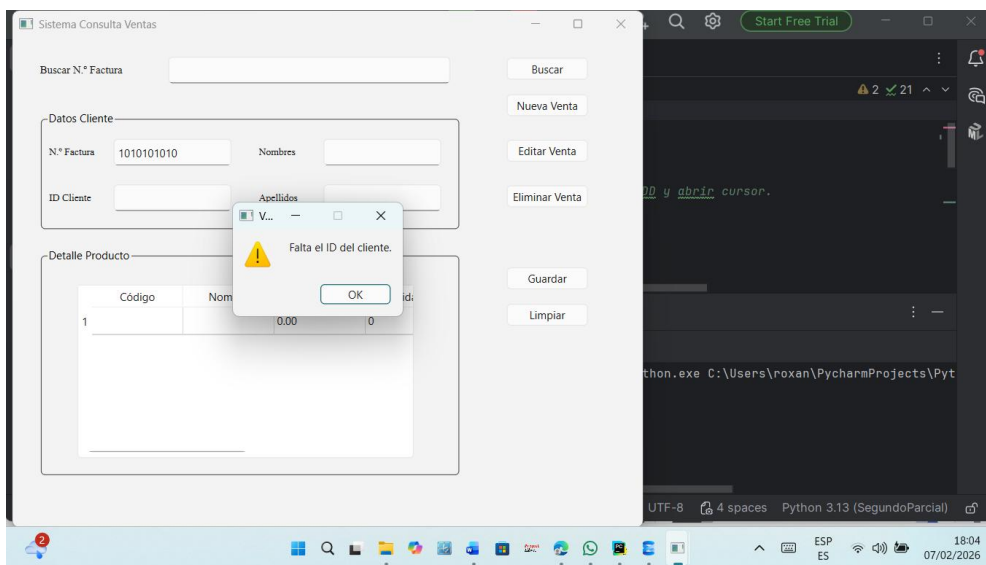 Sistema Consulta Ventas
Start Free Trial
Buscar N.º Factura
Buscar
2 21
Nueva Venta
Datos Cliente
N.º Factura 1010101010 Nombres
Editar Venta
ID Cliente Apellidos
Eliminar Venta
y abrir cursor.
V...
Falta el ID del cliente.
OK
Detalle Producto
Guardar
Código Nom
Limpiar
1 0.00 0
thon.exe C:\Users\roxan\PycharmProjects\Pyt
UTF-8 4 spaces Python 3.13 (SegundoParcial)
2
ESP
ES
18:04
07/02/2026